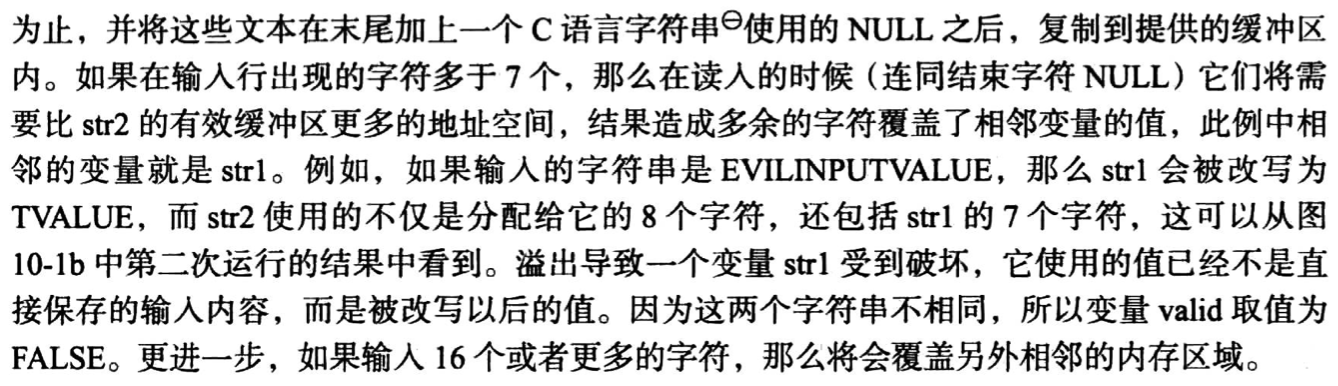 为止，并将这些文本在末尾加上一个 C 语言字符串⊖使用的 NULL 之后，复制到提供的缓冲区
内。如果在输入行出现的字符多于 7 个，那么在读入的时候（连同结束字符 NULL）它们将需
要比 str2 的有效缓冲区更多的地址空间，结果造成多余的字符覆盖了相邻变量的值，此例中相
邻的变量就是 str1。例如，如果输入的字符串是 EVILINPUTVALUE，那么 str1 会被改写为
TVALUE，而 str2 使用的不仅是分配给它的 8 个字符，还包括 str1 的 7 个字符，这可以从图
10-1b 中第二次运行的结果中看到。溢出导致一个变量 str1 受到破坏，它使用的值已经不是直
接保存的输入内容，而是被改写以后的值。因为这两个字符串不相同，所以变量 valid 取值为
FALSE。更进一步，如果输入 16 个或者更多的字符，那么将会覆盖另外相邻的内存区域。